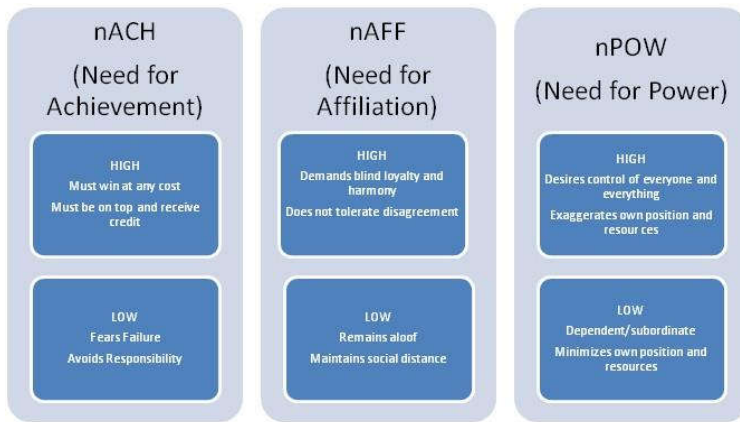 nACH
(Need for
Achievement)
HIGH
Must win at any cost
Must be on top and receive
credit
LOW
Fears Failure
Avoids Responsibility
nAFF
(Need for
Affiliation)
HIGH
Demands blind loyalty and
harmony
Does not tolerate disagreement
LOW
Remains aloof
Maintains social distance
nPOW
(Need for Power)
HIGH
Desires control of everyone and
everything
Exaggerates own position and
resources
LOW
Dependent/subordinate
Minimizes own position and
resources